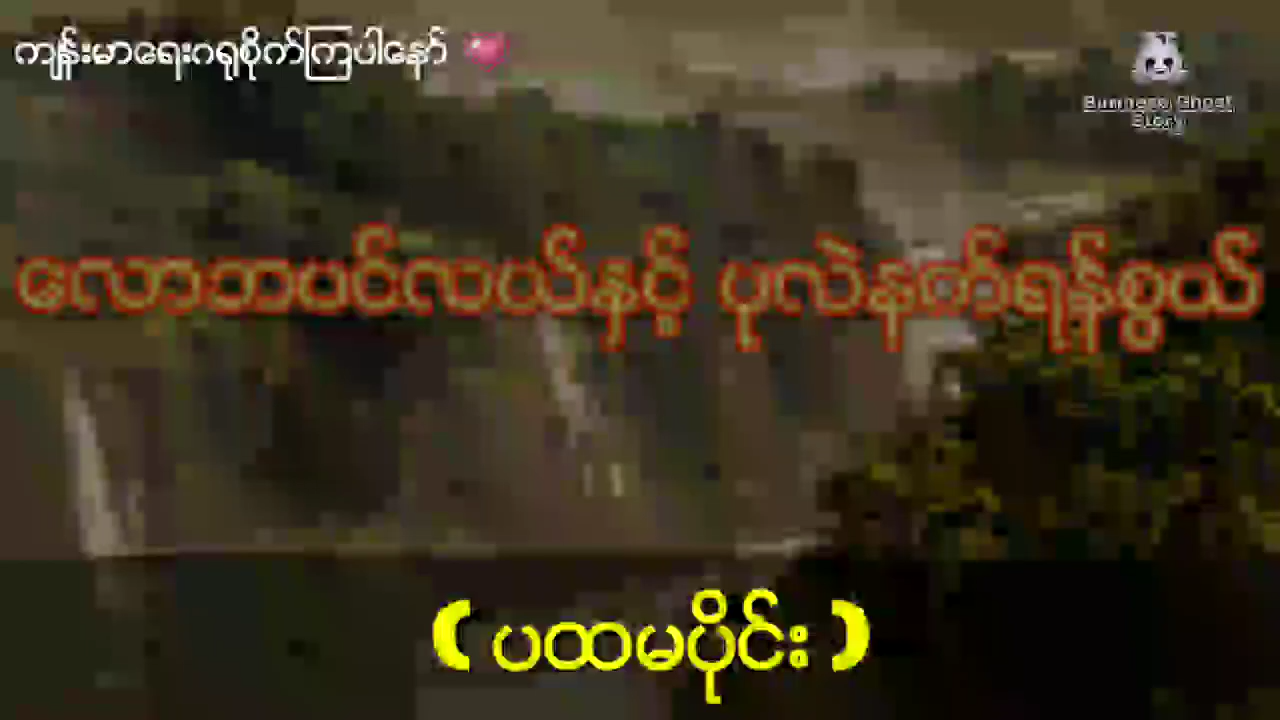 ကျန်းမာရေးဂရုစိုက်ကြပါနော် 💗
Burmese Ghost
Story
လောဘပင်လယ်နှင့် ပုလဲနက်ရန်စွယ်
( ပထမပိုင်း )